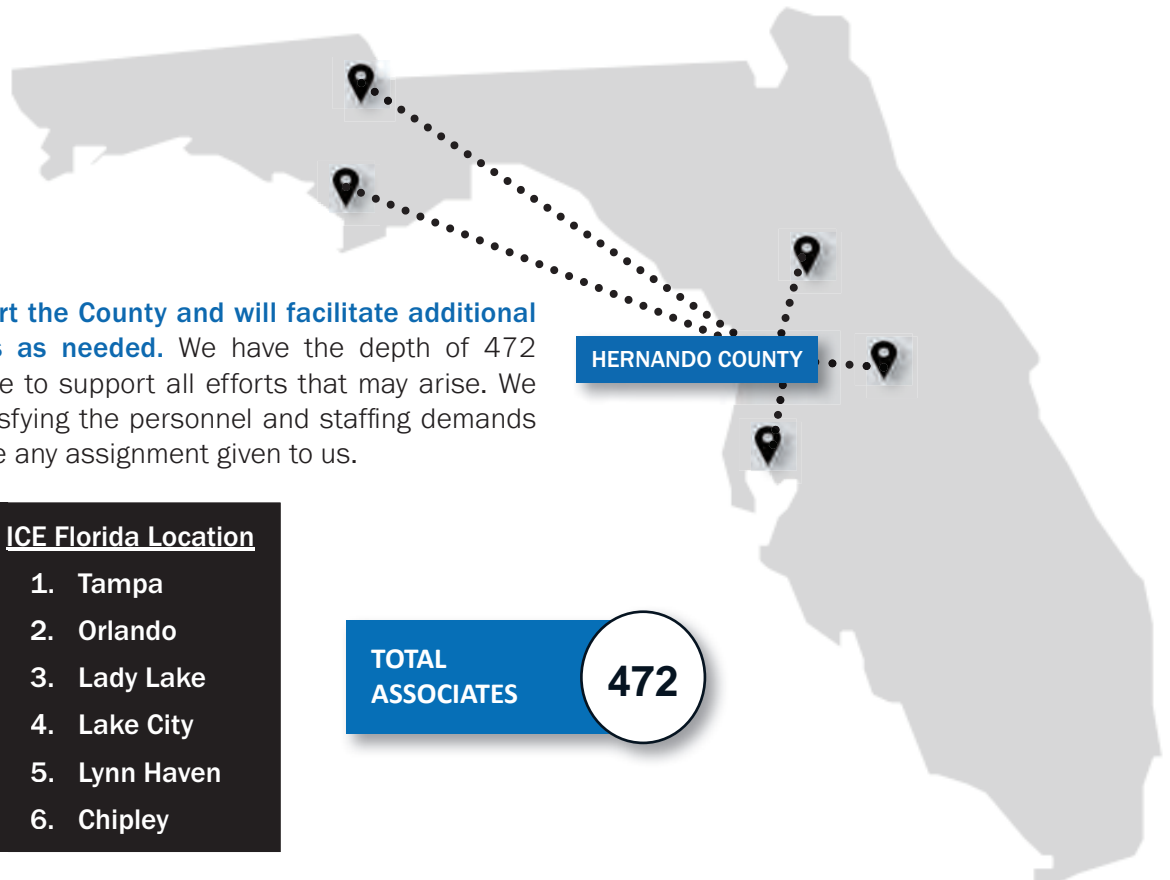 rt the County and will facilitate additional
s as needed. We have the depth of 472
e to support all efforts that may arise. We
sfying the personnel and staffing demands
e any assignment given to us.
HERNANDO COUNTY
ICE Florida Location
1. Tampa
2. Orlando
3. Lady Lake
4. Lake City
5. Lynn Haven
6. Chipley
TOTAL
ASSOCIATES
472